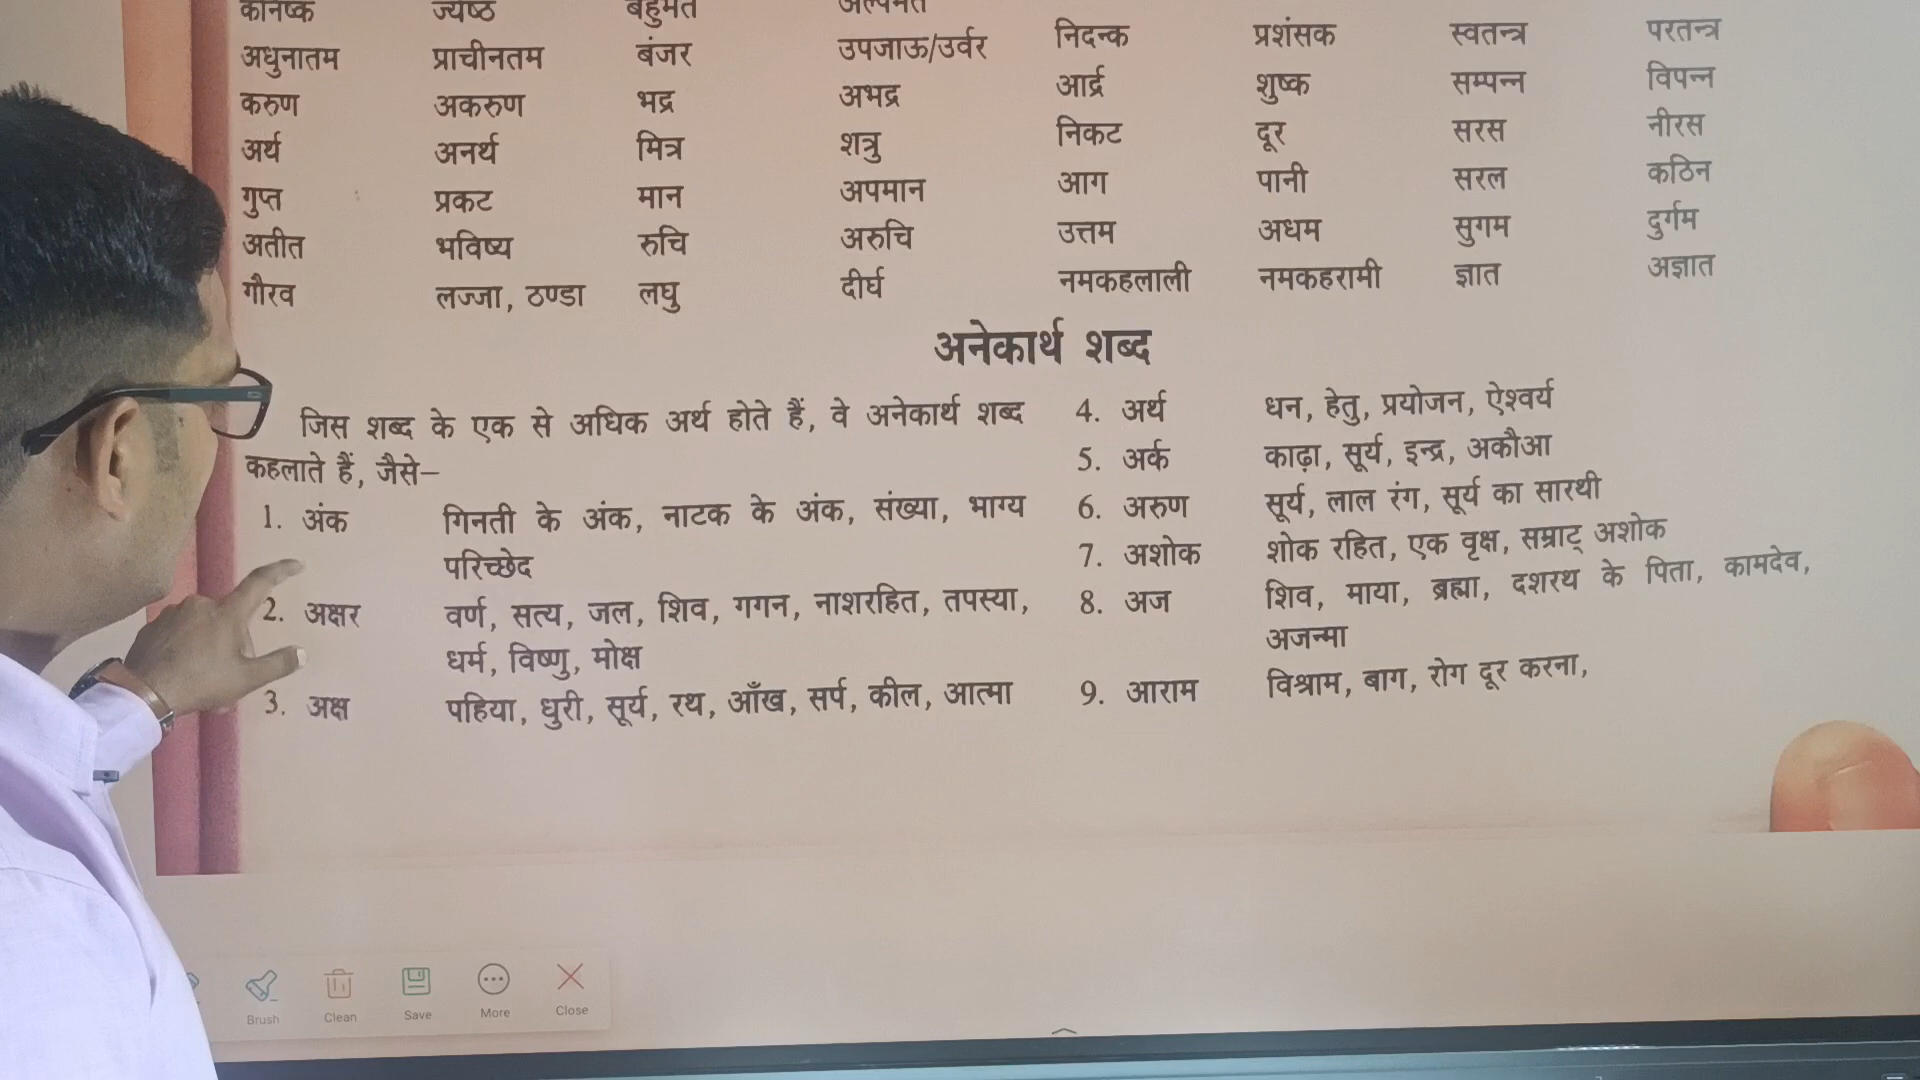 कनिष्क ज्येष्ठ बहुमत अल्पमत
अधुनातम प्राचीनतम बंजर उपजाऊ/उर्वर निदन्क प्रशंसक स्वतन्त्र परतन्त्र
करुण अकरुण भद्र अभद्र आर्द्र शुष्क सम्पन्न विपन्न
अर्थ अनर्थ मित्र शत्रु निकट दूर सरस नीरस
गुप्त प्रकट मान अपमान आग पानी सरल कठिन
अतीत भविष्य रुचि अरुचि उत्तम अधम सुगम दुर्गम
गौरव लज्जा, ठण्डा लघु दीर्घ नमकहलाली नमकहरामी ज्ञात अज्ञात
अनेकार्थ शब्द
जिस शब्द के एक से अधिक अर्थ होते हैं, वे अनेकार्थ शब्द
कहलाते हैं, जैसे–
1. अंक गिनती के अंक, नाटक के अंक, संख्या, भाग्य
परिच्छेद
2. अक्षर वर्ण, सत्य, जल, शिव, गगन, नाशरहित, तपस्या,
धर्म, विष्णु, मोक्ष
3. अक्ष पहिया, धुरी, सूर्य, रथ, आँख, सर्प, कील, आत्मा
4. अर्थ धन, हेतु, प्रयोजन, ऐश्वर्य
5. अर्क काढ़ा, सूर्य, इन्द्र, अकौआ
6. अरुण सूर्य, लाल रंग, सूर्य का सारथी
7. अशोक शोक रहित, एक वृक्ष, सम्राट् अशोक
8. अज शिव, माया, ब्रह्मा, दशरथ के पिता, कामदेव,
अजन्मा
9. आराम विश्राम, बाग, रोग दूर करना,
Brush Clean Save More Close